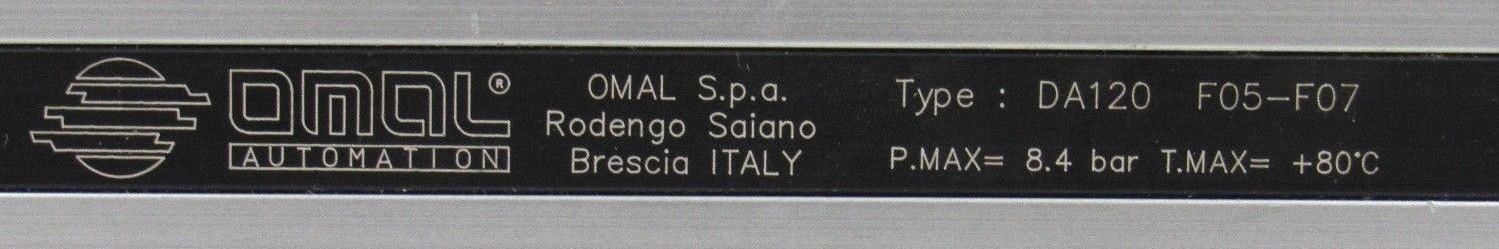 OMAL®
AUTOMATION
OMAL S.p.a.
Rodengo Saiano
Brescia ITALY
Type : DA120 F05-F07
P.MAX= 8.4 bar T.MAX= +80°C